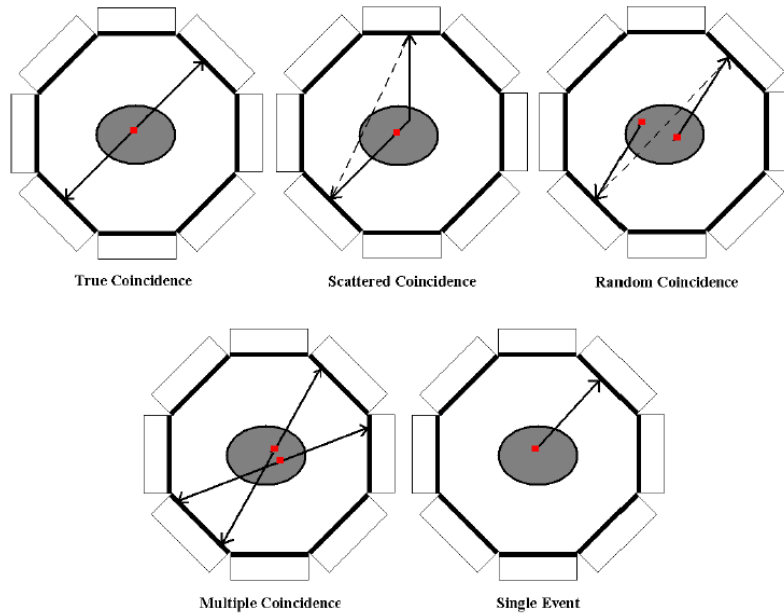 True Coincidence
Scattered Coincidence
Random Coincidence
Multiple Coincidence
Single Event